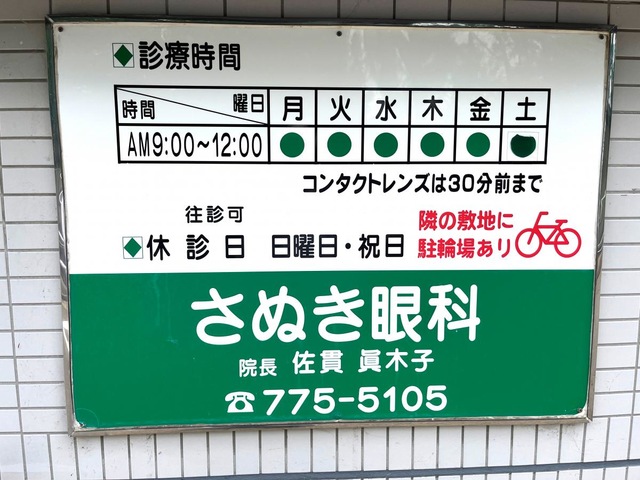 ◆診療時間
時間 曜日 月 火 水 木 金 土
AM9:00～12:00 ● ● ● ● ● ●
コンタクトレンズは30分前まで
往診可
◆休診日 日曜日・祝日
隣の敷地に
駐輪場あり
さぬき眼科
院長 佐貫 眞木子
☎775-5105